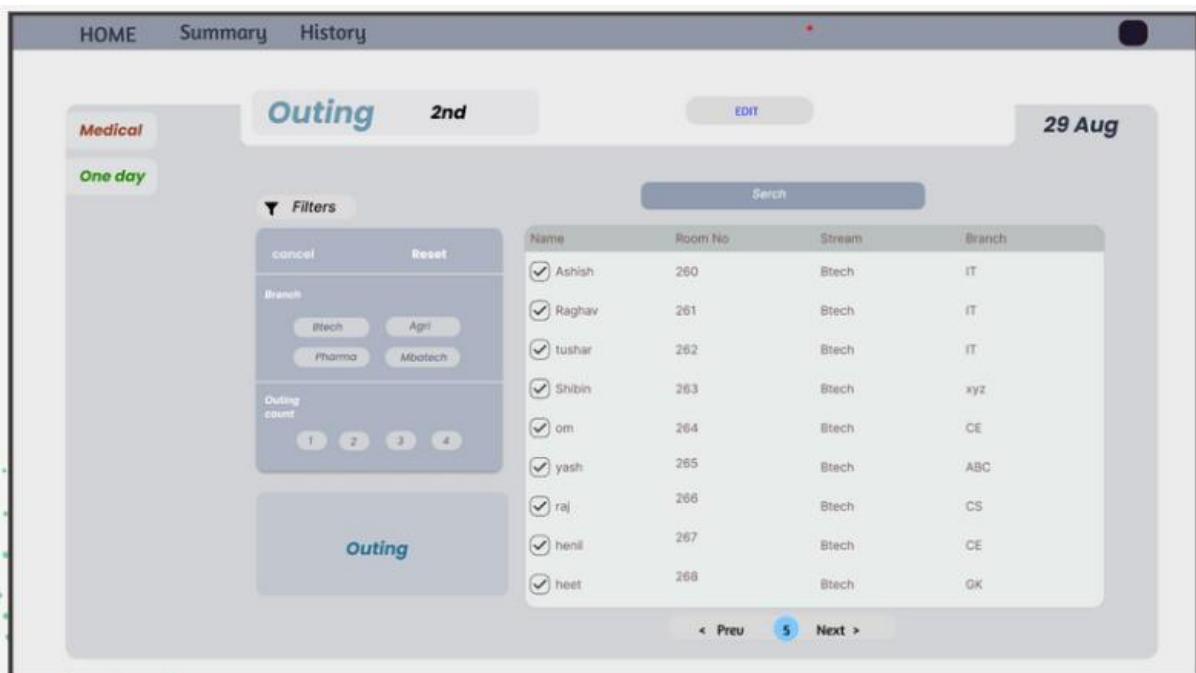 HOME Summary History
Outing 2nd EDIT
29 Aug
Medical
One day
Filters
Serch
cancel Reset
Branch
Btech Agri
Pharma Mbatech
Outing
count
1 2 3 4
Outing
Name Room No Stream Branch
Ashish 260 Btech IT
Raghav 261 Btech IT
tushar 262 Btech IT
Shibin 263 Btech xyz
om 264 Btech CE
yash 265 Btech ABC
raj 266 Btech CS
henil 267 Btech CE
heet 268 Btech GK
< Prev 5 Next >